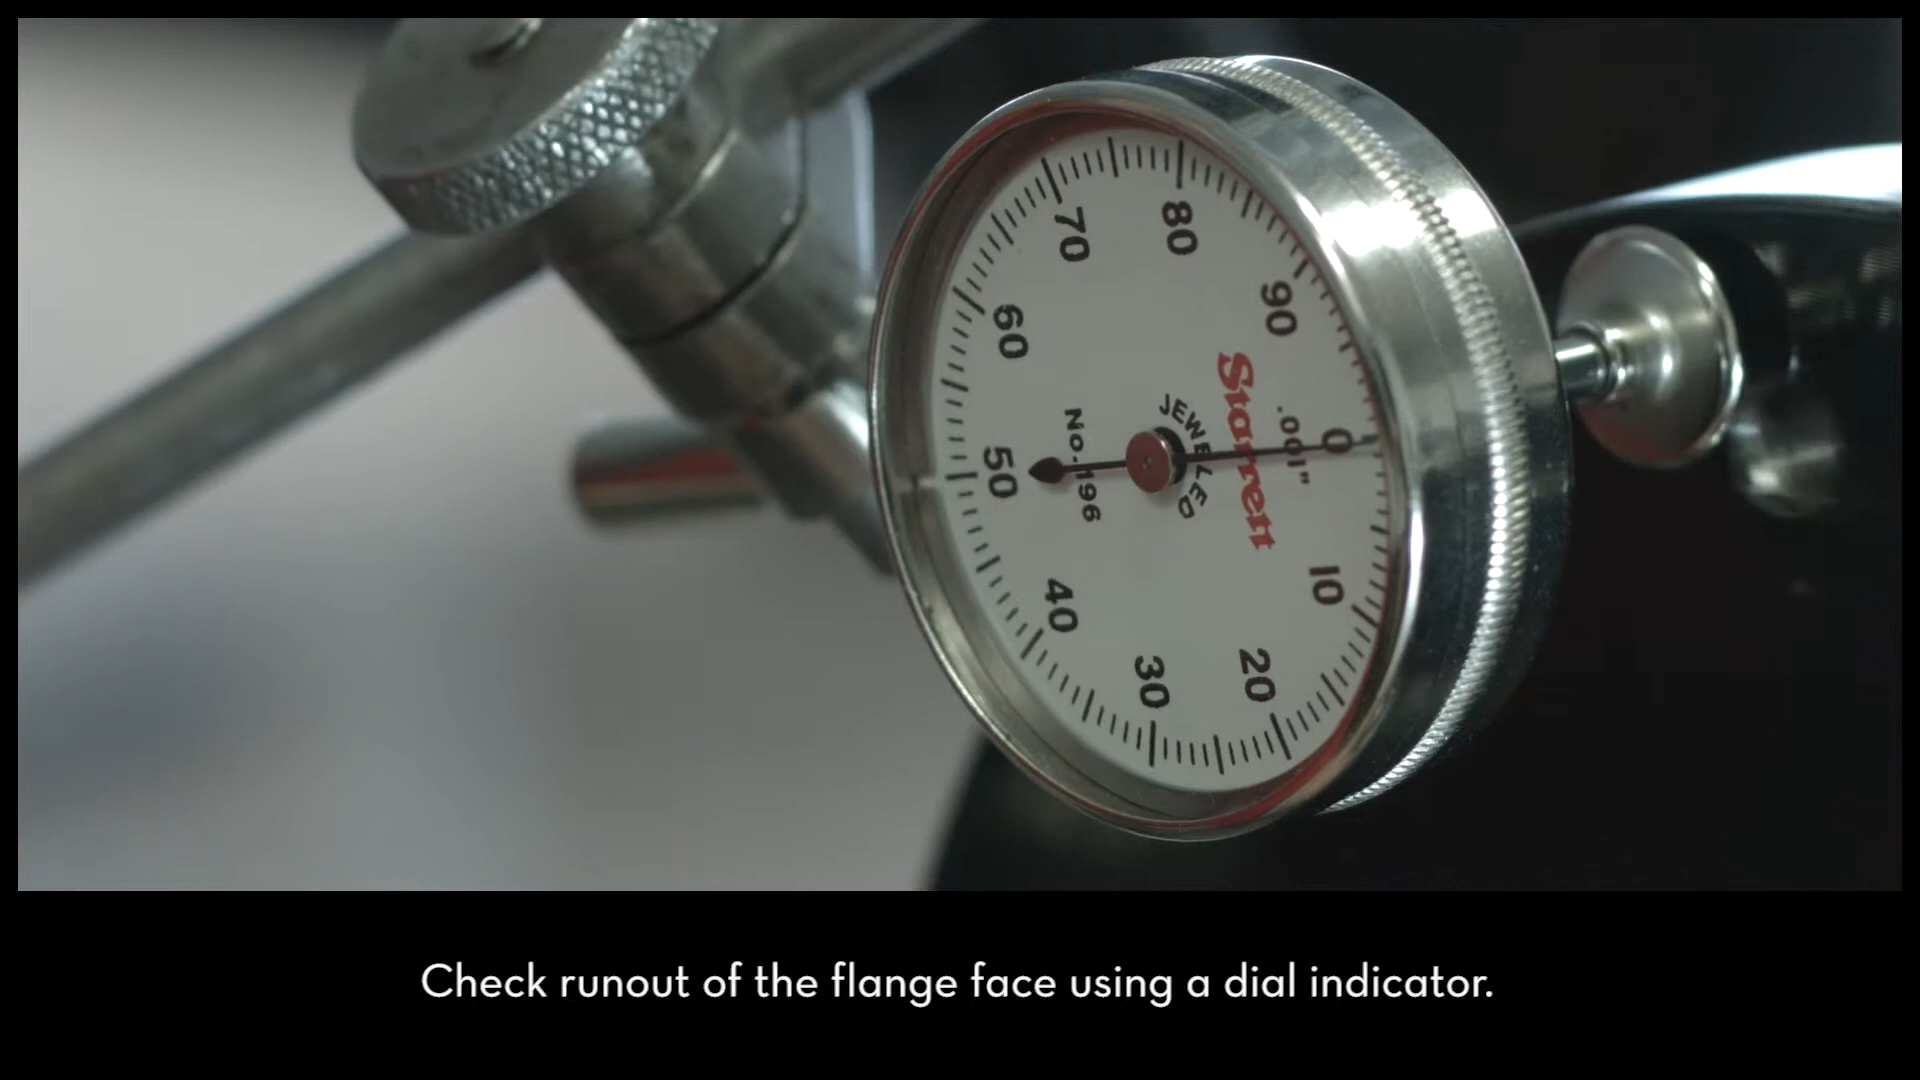 70
80
90
60
Starrett
.001"
0
JEWELED
No. 196
50
10
40
20
30
Check runout of the flange face using a dial indicator.